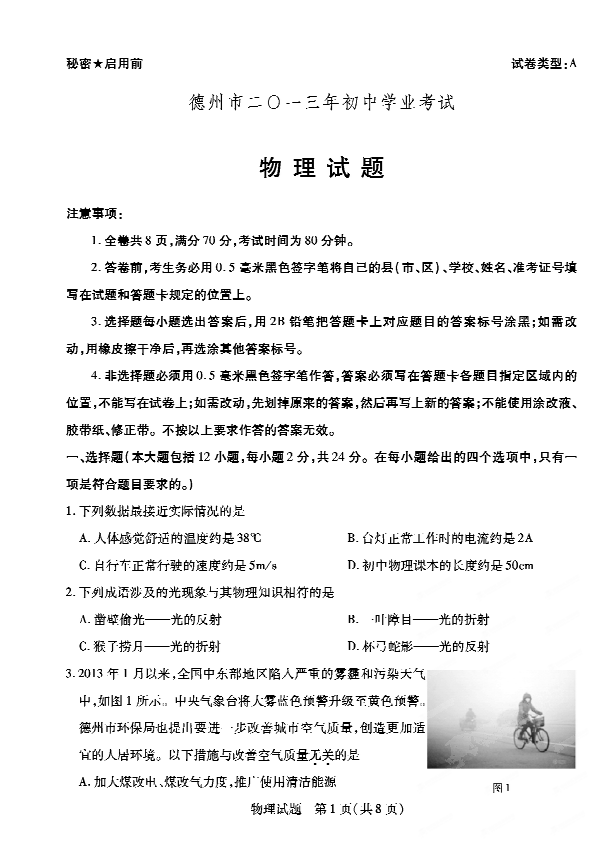 秘密★启用前 试卷类型:A
德州市二〇一三年初中学业考试
物理试题
注意事项:
1. 全卷共8页,满分70分,考试时间为80分钟。
2. 答卷前,考生务必用0.5毫米黑色签字笔将自己的县(市、区)、学校、姓名、准考证号填
写在试题和答题卡规定的位置上。
3. 选择题每小题选出答案后,用2B铅笔把答题卡上对应题目的答案标号涂黑;如需改
动,用橡皮擦干净后,再选涂其他答案标号。
4. 非选择题必须用0.5毫米黑色签字笔作答,答案必须写在答题卡各题目指定区域内的
位置,不能写在试卷上;如需改动,先划掉原来的答案,然后再写上新的答案;不能使用涂改液、
胶带纸、修正带。不按以上要求作答的答案无效。
一、选择题(本大题包括12小题,每小题2分,共24分。在每小题给出的四个选项中,只有一
项是符合题目要求的。)
1. 下列数据最接近实际情况的是
A. 人体感觉舒适的温度约是38℃ B. 台灯正常工作时的电流约是2A
C. 自行车正常行驶的速度约是5m/s D. 初中物理课本的长度约是50cm
2. 下列成语涉及的光现象与其物理知识相符的是
A. 凿壁偷光——光的反射 B. 一叶障目——光的折射
C. 猴子捞月——光的折射 D. 杯弓蛇影——光的反射
3. 2013年1月以来,全国中东部地区陷入严重的雾霾和污染天气
中,如图1所示。中央气象台将大雾蓝色预警升级至黄色预警。
德州市环保局也提出要进一步改善城市空气质量,创造更加适
宜的人居环境。以下措施与改善空气质量无关的是
A. 加大煤改电、煤改气力度,推广使用清洁能源
图1
物理试题 第1页(共8页)